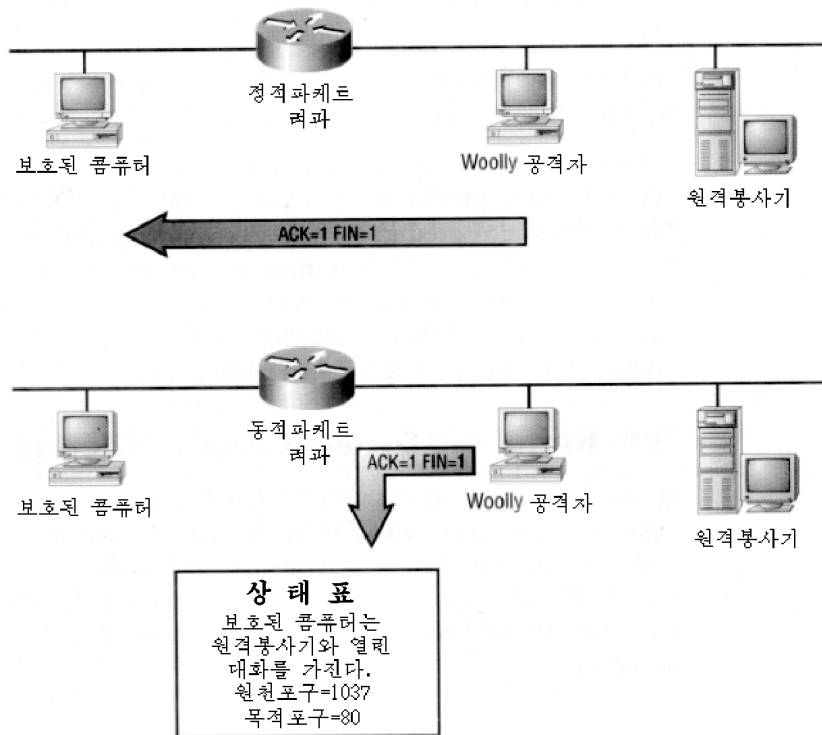 정적파케트
려과
보호된 콤퓨터
Woolly 공격자
원격봉사기
ACK=1 FIN=1
동적파케트
려과
보호된 콤퓨터
ACK=1 FIN=1
Woolly 공격자
원격봉사기
상 태 표
보호된 콤퓨터는
원격봉사기와 열린
대화를 가진다.
원천포구=1037
목적포구=80